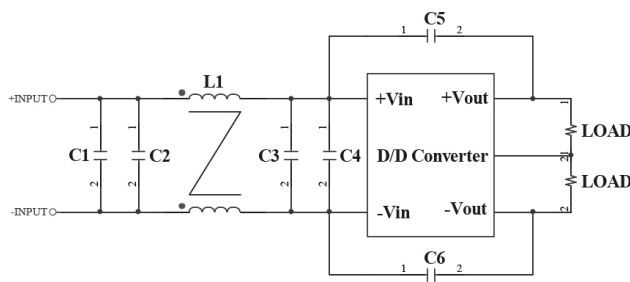 C5
1 2
L1
+INPUT
+Vin +Vout
1
1 1 1 1
LOAD
C1 C2 C3 C4 D/D Converter
2 1
2 2 2 2
LOAD
-INPUT
-Vin -Vout
2
C6
1 2